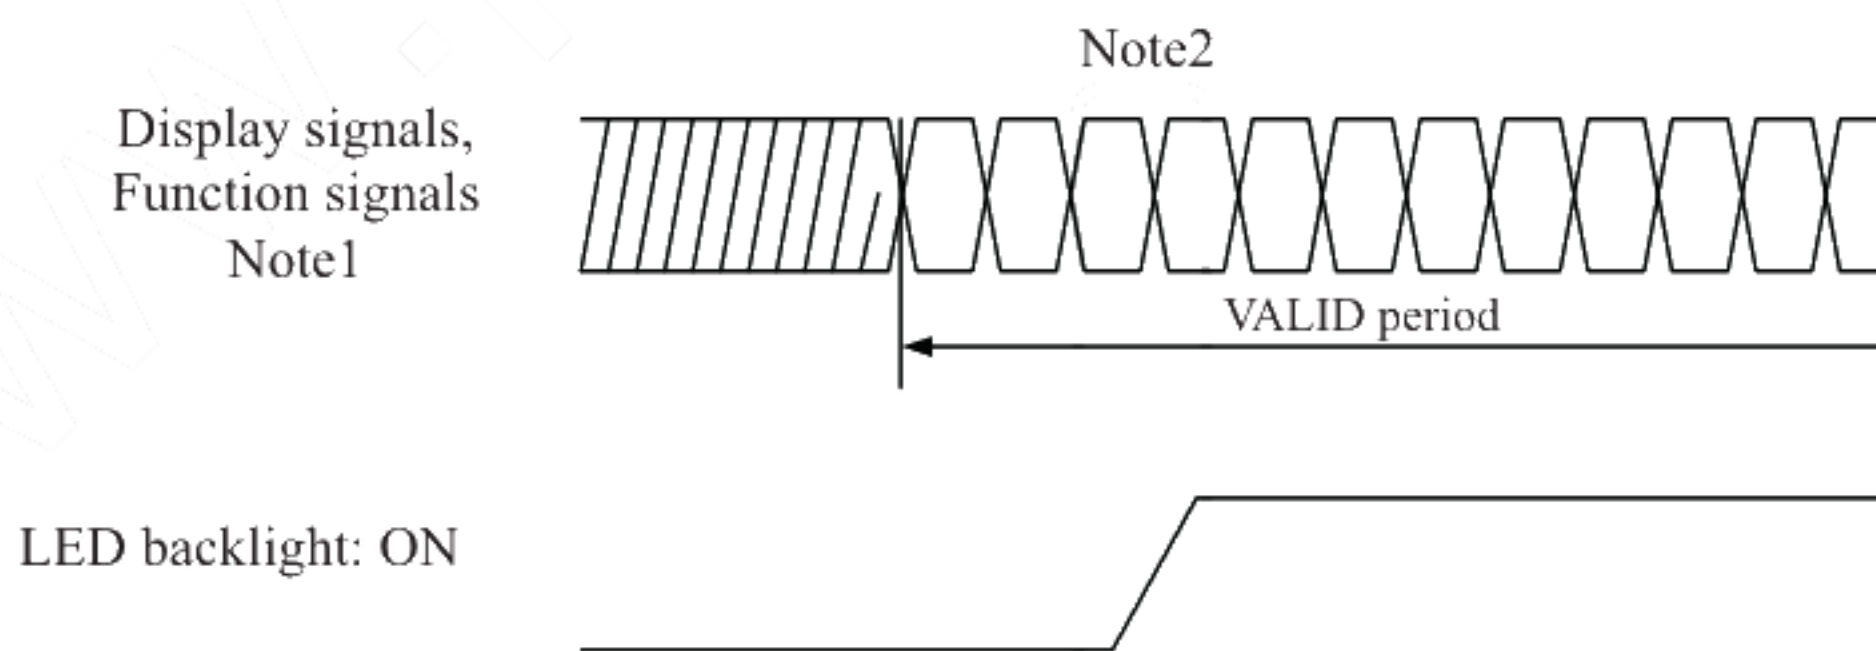 Note2
Display signals,
Function signals
Note1
VALID period
LED backlight: ON